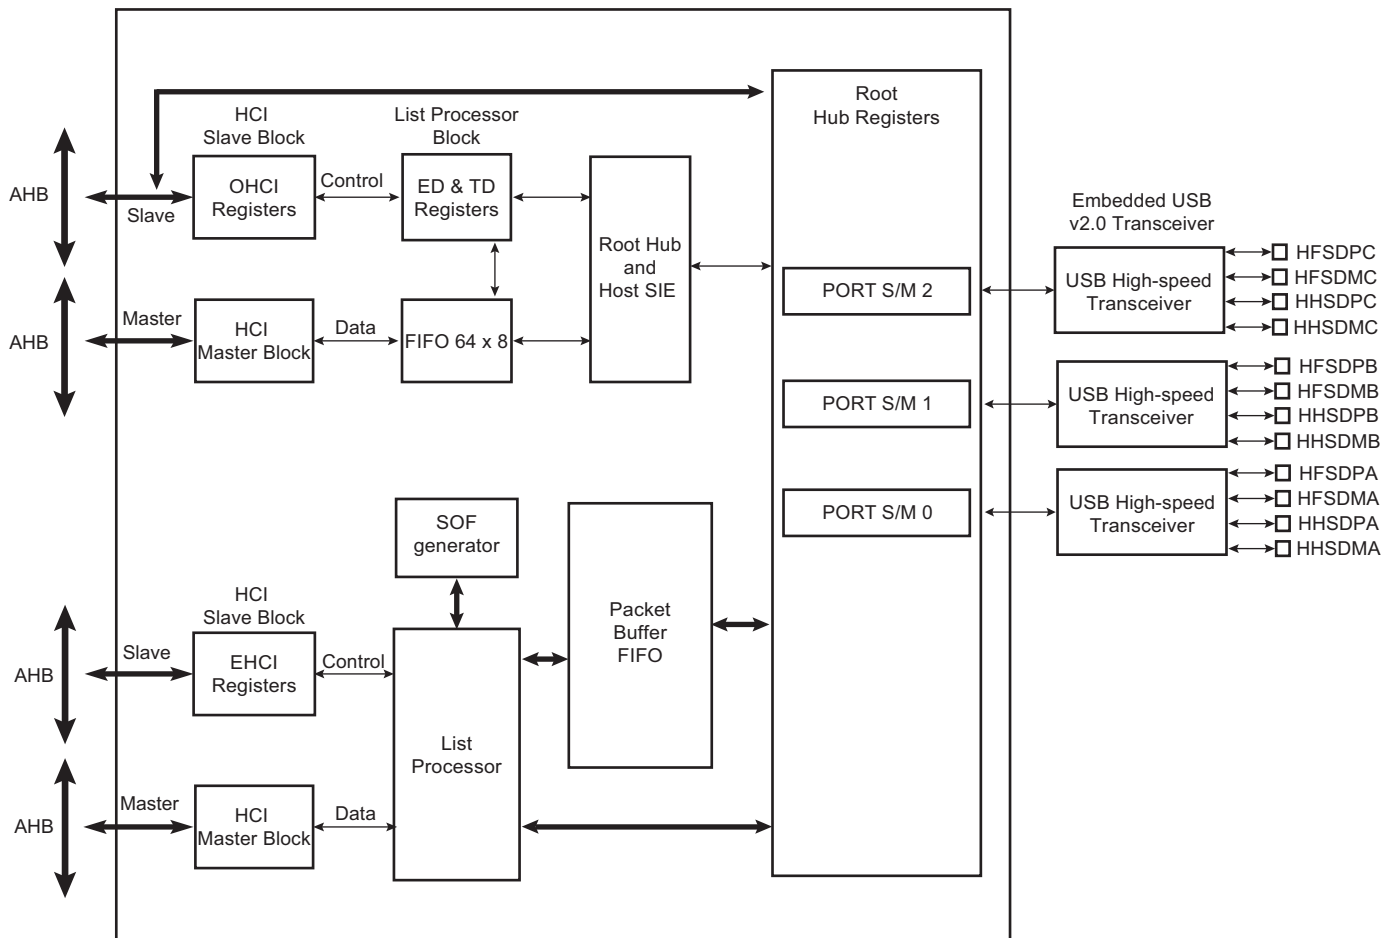 Root
Hub Registers
HCI
Slave Block
List Processor
Block
AHB
Slave
OHCI
Registers
Control
ED & TD
Registers
Root Hub
and
Host SIE
AHB
Master
HCI
Master Block
Data
FIFO 64 x 8
PORT S/M 2
PORT S/M 1
PORT S/M 0
Embedded USB
v2.0 Transceiver
USB High-speed
Transceiver
HFSDPC
HFSDMC
HHSDPC
HHSDMC
USB High-speed
Transceiver
HFSDPB
HFSDMB
HHSDPB
HHSDMB
USB High-speed
Transceiver
HFSDPA
HFSDMA
HHSDPA
HHSDMA
SOF
generator
HCI
Slave Block
AHB
Slave
EHCI
Registers
Control
List
Processor
Packet
Buffer
FIFO
AHB
Master
HCI
Master Block
Data